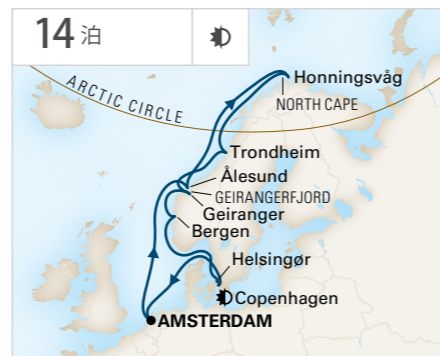 14 泊
ARCTIC CIRCLE
Honningsvåg
NORTH CAPE
Trondheim
Ålesund
GEIRANGERFJORD
Geiranger
Bergen
Helsingør
Copenhagen
AMSTERDAM